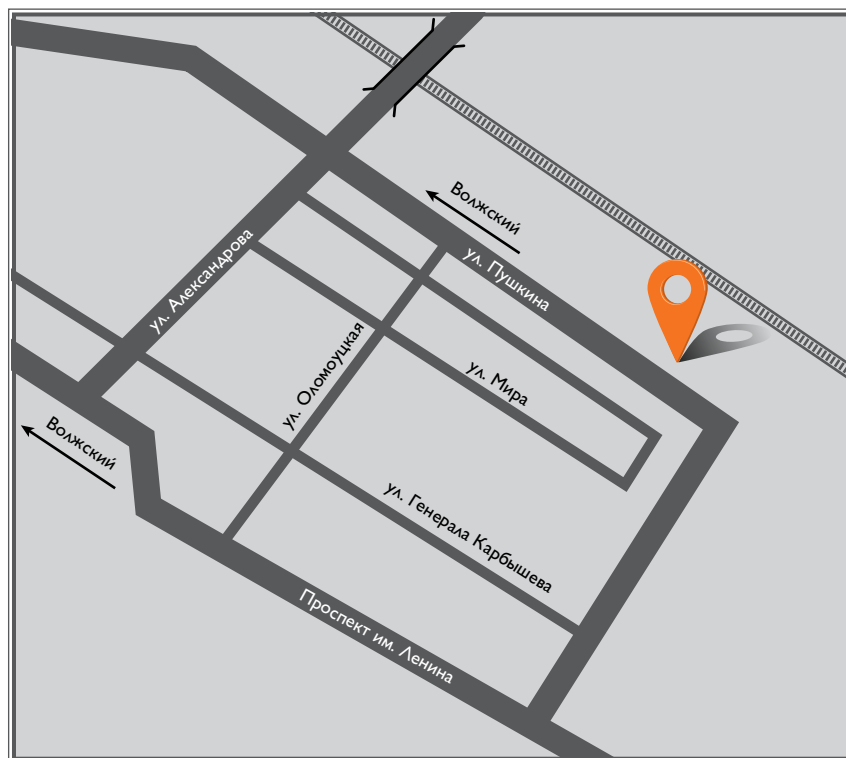 Волжский
ул. Пушкина
ул. Александрова
ул. Оломоуцкая
ул. Мира
Волжский
ул. Генерала Карбышева
Проспект им. Ленина